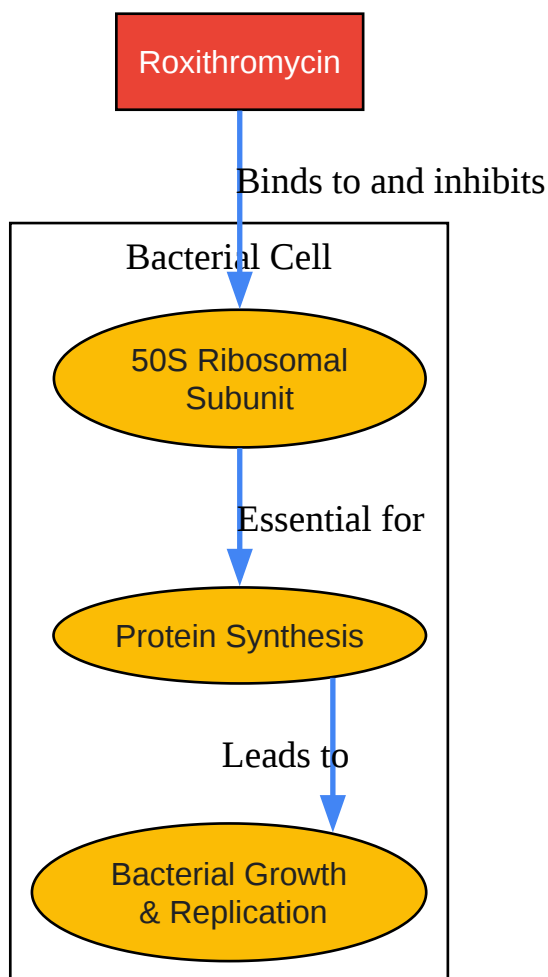 Roxithromycin
Binds to and inhibits
Bacterial Cell
50S Ribosomal
Subunit
Essential for
Protein Synthesis
Leads to
Bacterial Growth
& Replication